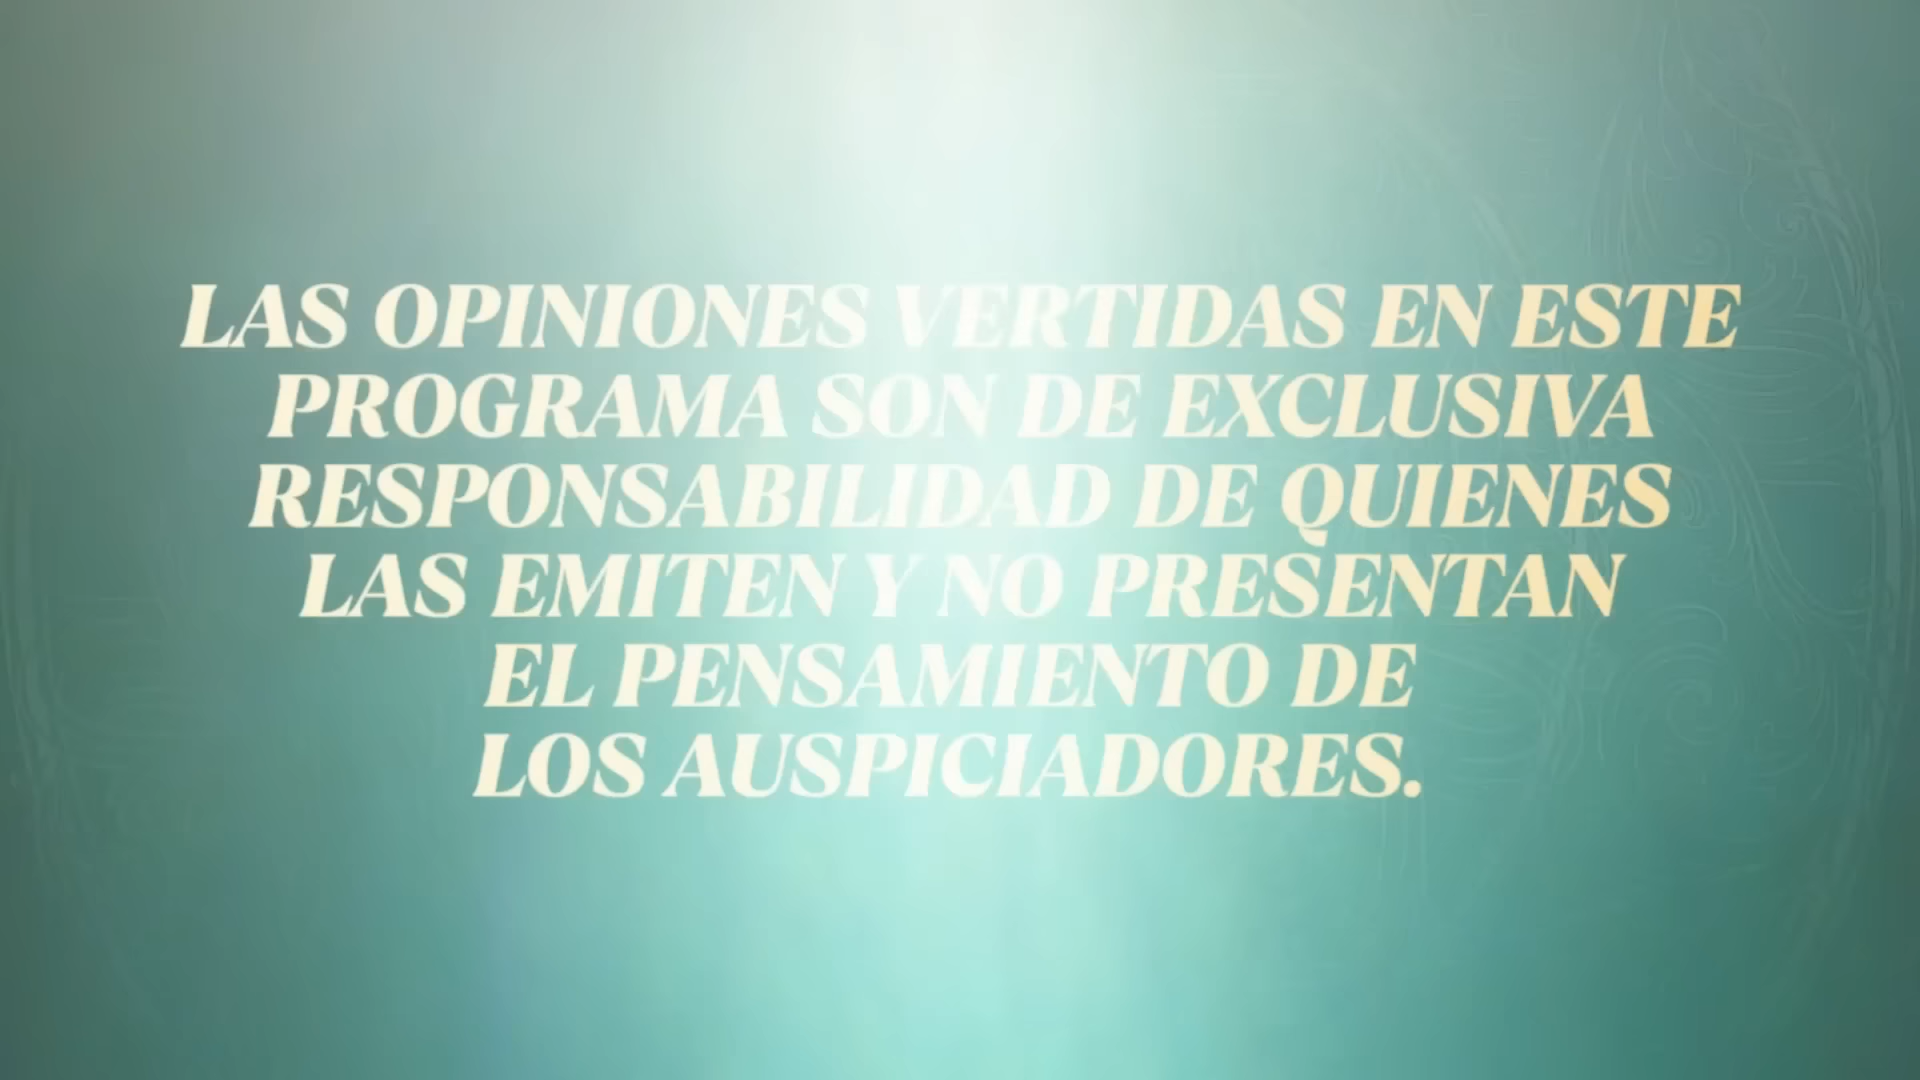 LAS OPINIONES VERTIDAS EN ESTE
PROGRAMA SON DE EXCLUSIVA
RESPONSABILIDAD DE QUIENES
LAS EMITEN Y NO PRESENTAN
EL PENSAMIENTO DE
LOS AUSPICIADORES.